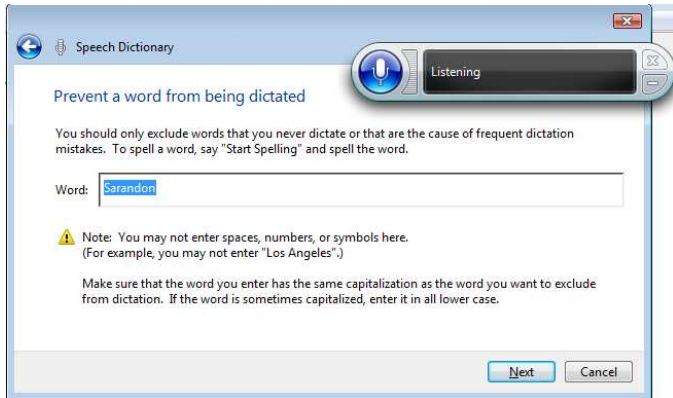 Speech Dictionary
Listening
Prevent a word from being dictated
You should only exclude words that you never dictate or that are the cause of frequent dictation
mistakes. To spell a word, say "Start Spelling" and spell the word.
Word: Sarandon
Note: You may not enter spaces, numbers, or symbols here.
(For example, you may not enter "Los Angeles".)
Make sure that the word you enter has the same capitalization as the word you want to exclude
from dictation. If the word is sometimes capitalized, enter it in all lower case.
Next Cancel